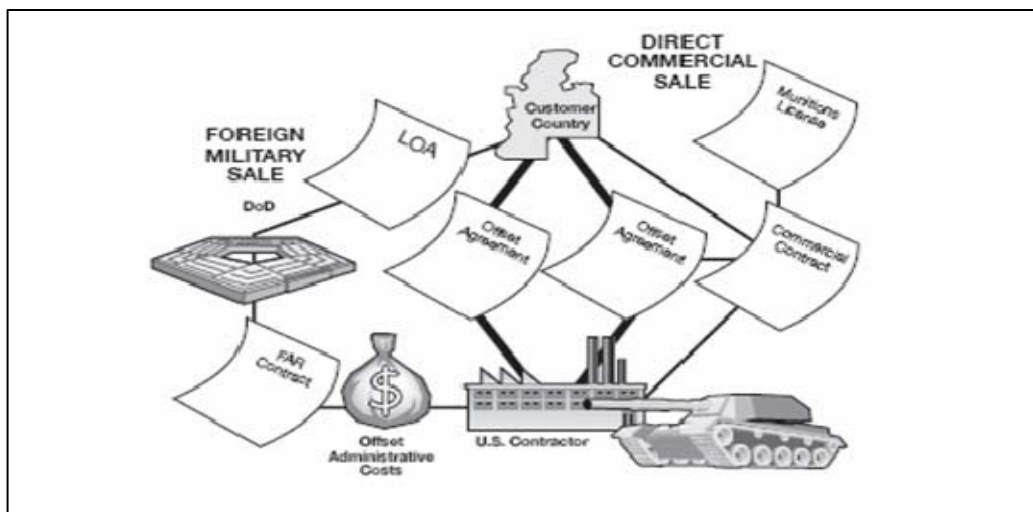 DIRECT
COMMERCIAL
SALE
Customer
Country
Munitions
License
FOREIGN
MILITARY
SALE
LOA
DoD
Offset
Agreement
Offset
Agreement
Commercial
Contract
FAR
Contract
$
Offset
Administrative
Costs
U.S. Contractor